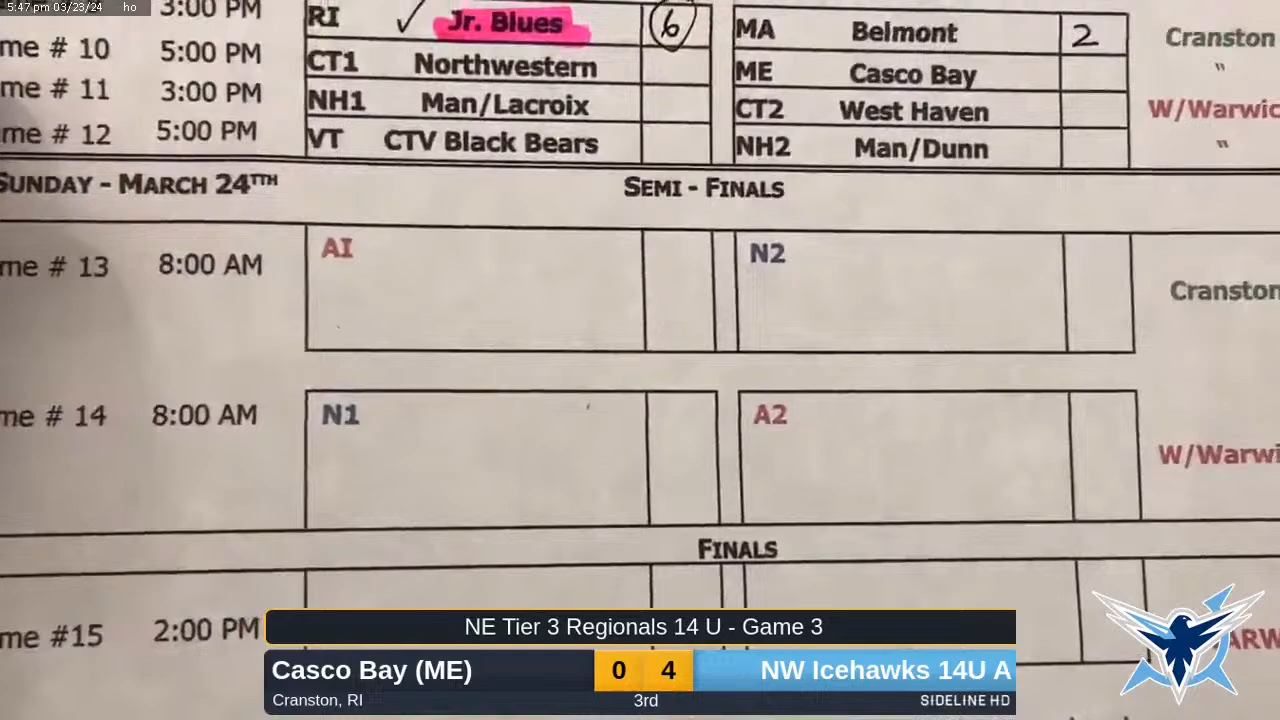 5:47 pm 03/23/24 ho
3:00 PM RI ✓ Jr. Blues 6 MA Belmont 2 Cranston
me # 10 5:00 PM CT1 Northwestern ME Casco Bay "
me # 11 3:00 PM NH1 Man/Lacroix CT2 West Haven W/Warwic
me # 12 5:00 PM VT CTV Black Bears NH2 Man/Dunn "
SUNDAY - MARCH 24TH SEMI - FINALS
me # 13 8:00 AM AI N2 Cranston
me # 14 8:00 AM N1 A2 W/Warwi
FINALS
me #15 2:00 PM ARW
NE Tier 3 Regionals 14 U - Game 3
Casco Bay (ME) 0 4 NW Icehawks 14U A
Cranston, RI 3rd SIDELINE HD